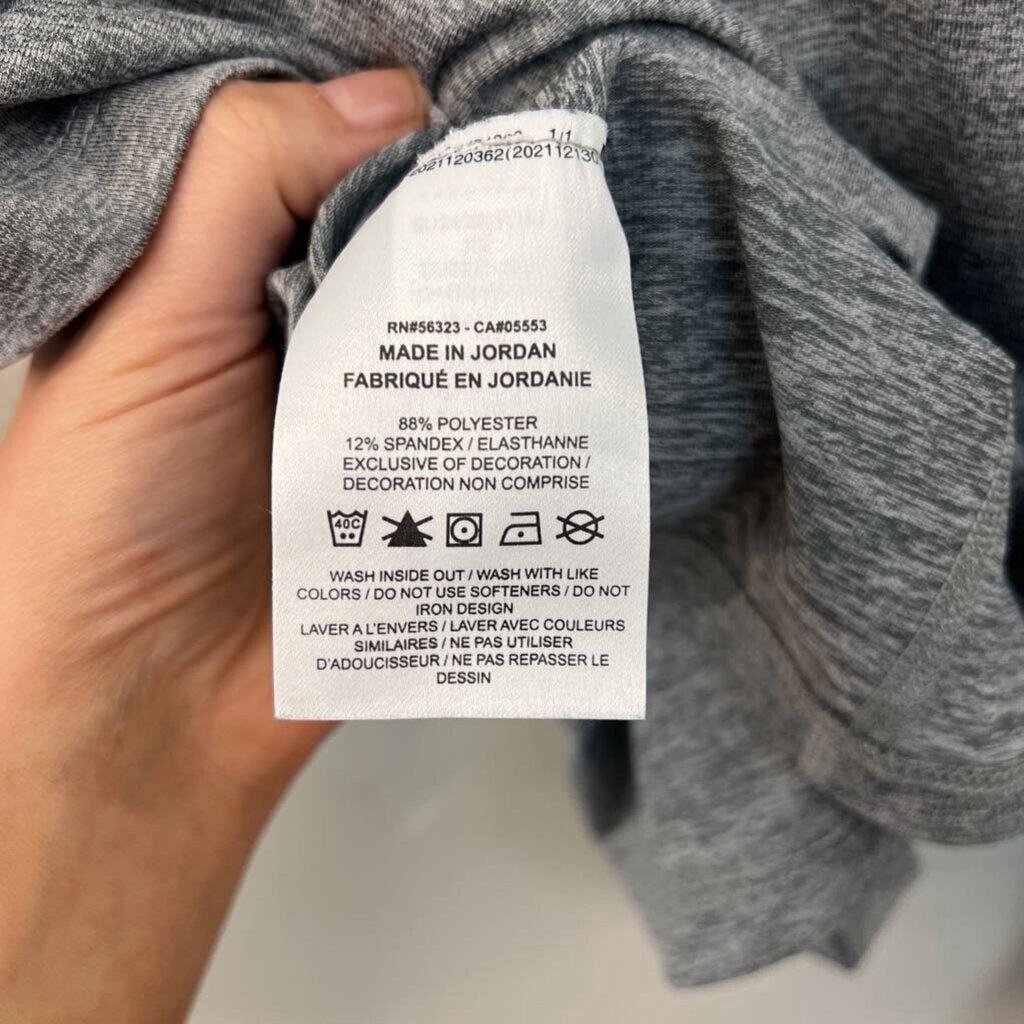 1/1
2021120362(20211213
RN#56323 - CA#05553
MADE IN JORDAN
FABRIQUÉ EN JORDANIE
88% POLYESTER
12% SPANDEX / ELASTHANNE
EXCLUSIVE OF DECORATION /
DECORATION NON COMPRISE
40C
WASH INSIDE OUT / WASH WITH LIKE
COLORS / DO NOT USE SOFTENERS / DO NOT
IRON DESIGN
LAVER A L'ENVERS / LAVER AVEC COULEURS
SIMILAIRES / NE PAS UTILISER
D'ADOUCISSEUR / NE PAS REPASSER LE
DESSIN